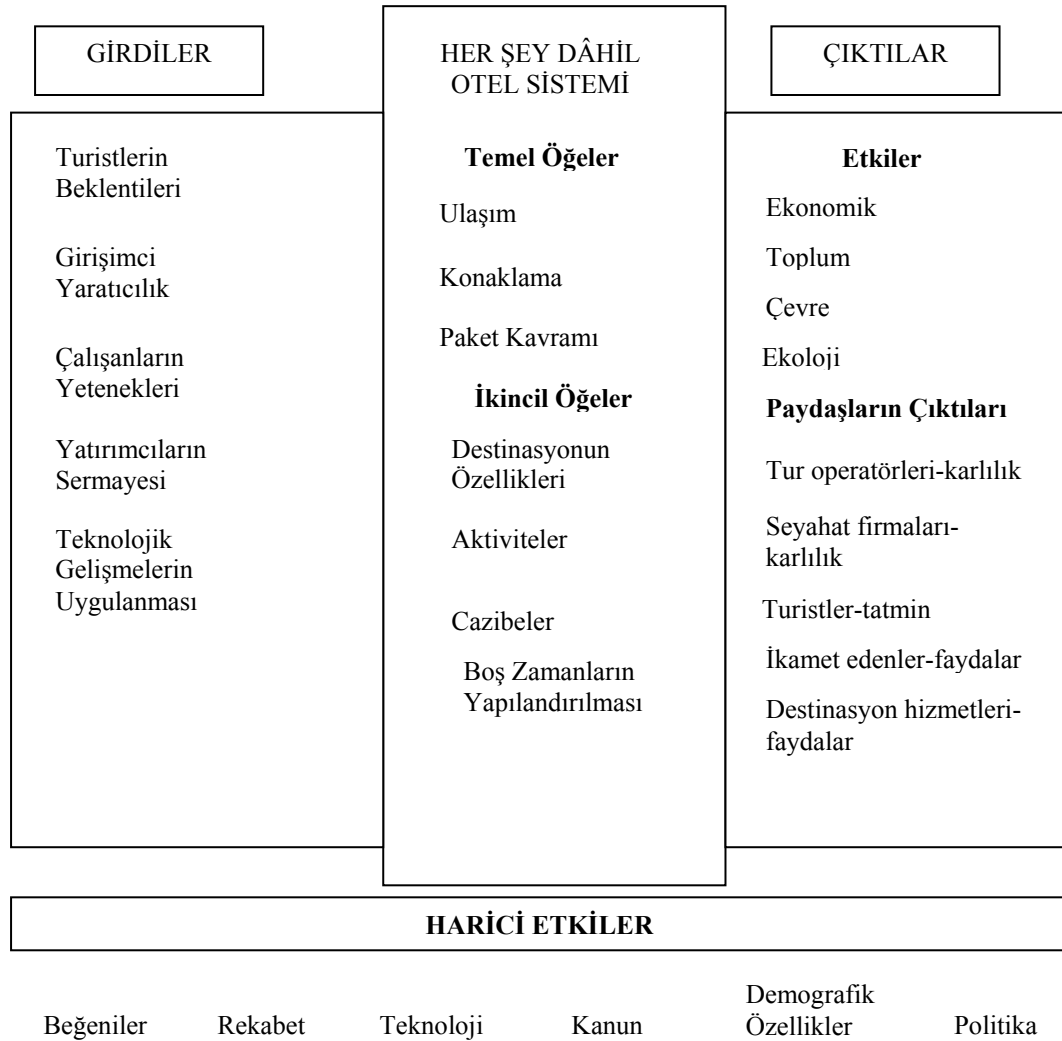 GİRDİLER
HER ŞEY DÂHİL
OTEL SİSTEMİ
ÇIKTILAR
Turistlerin
Beklentileri
Girişimci
Yaratıcılık
Çalışanların
Yetenekleri
Yatırımcıların
Sermayesi
Teknolojik
Gelişmelerin
Uygulanması
Temel Öğeler
Ulaşım
Konaklama
Paket Kavramı
İkincil Öğeler
Destinasyonun
Özellikleri
Aktiviteler
Cazibeler
Boş Zamanların
Yapılandırılması
Etkiler
Ekonomik
Toplum
Çevre
Ekoloji
Paydaşların Çıktıları
Tur operatörleri-karlılık
Seyahat firmaları-
karlılık
Turistler-tatmin
İkamet edenler-faydalar
Destinasyon hizmetleri-
faydalar
HARİCİ ETKİLER
Beğeniler
Rekabet
Teknoloji
Kanun
Demografik
Özellikler
Politika